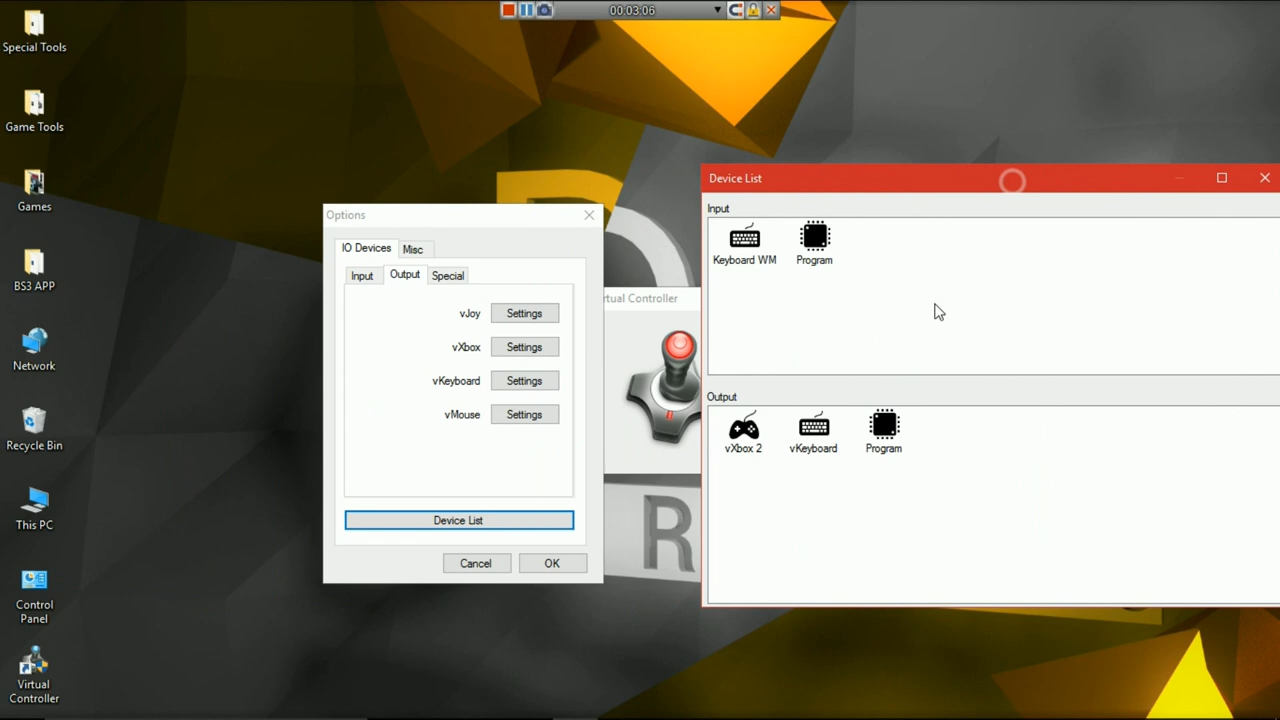 00:03:06
Special Tools
Game Tools
Games
BS3 APP
Network
Recycle Bin
This PC
Control
Panel
Virtual
Controller
Options
IO Devices
Misc
Input
Output
Special
vJoy
Settings
vXbox
Settings
vKeyboard
Settings
vMouse
Settings
Device List
Cancel
OK
rtual Controller
R
Device List
Input
Keyboard WM
Program
Output
vXbox 2
vKeyboard
Program